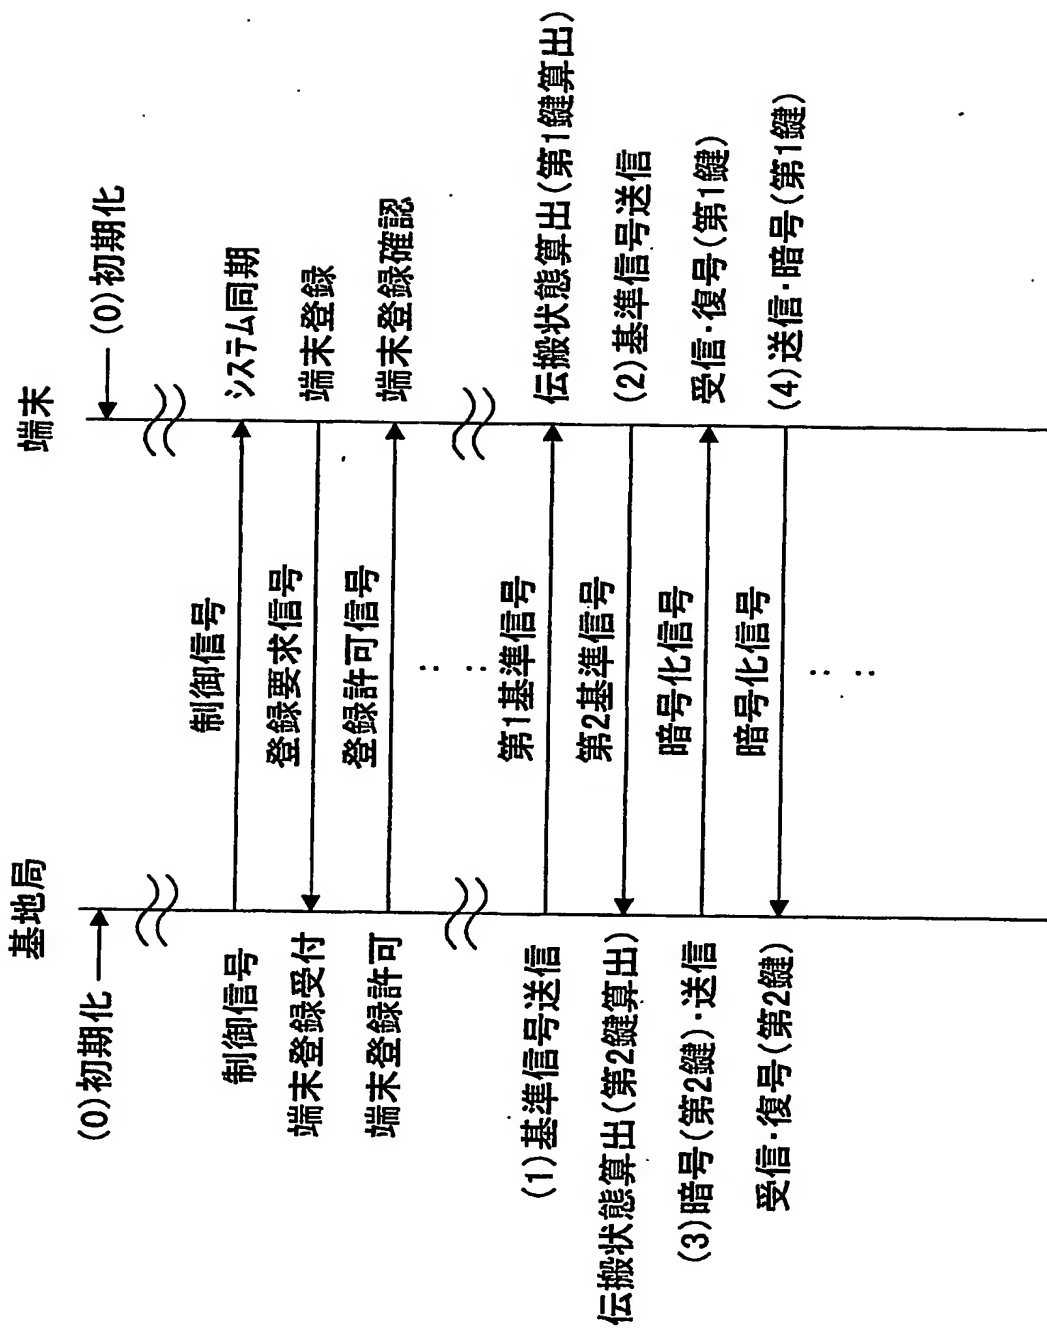 基地局
端末
(0)初期化
(0)初期化
制御信号
制御信号
システム同期
端末登録受付
登録要求信号
端末登録
端末登録許可
登録許可信号
端末登録確認
(1)基準信号送信
第1基準信号
伝搬状態算出(第1鍵算出)
伝搬状態算出(第2鍵算出)
第2基準信号
(2)基準信号送信
(3)暗号(第2鍵)・送信
暗号化信号
受信・復号(第1鍵)
受信・復号(第2鍵)
暗号化信号
(4)送信・暗号(第1鍵)